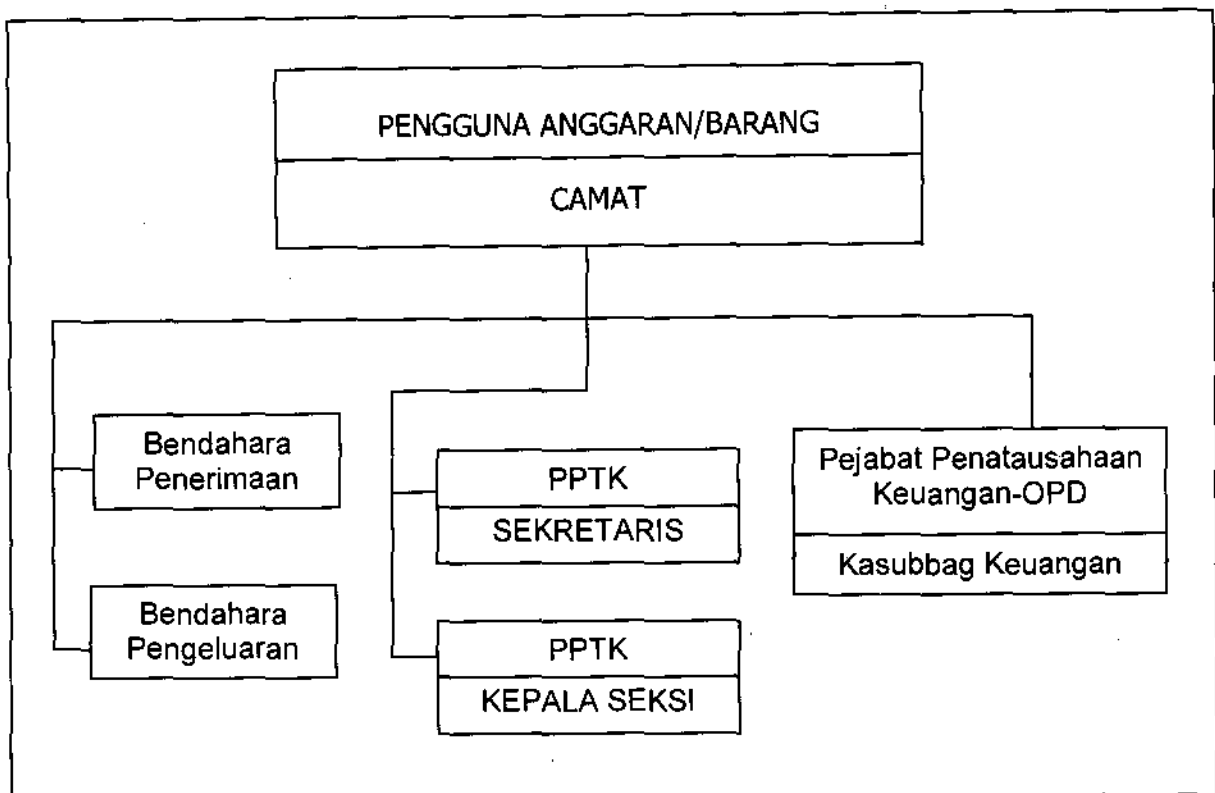 PENGGUNA ANGGARAN/BARANG
CAMAT
Bendahara
Penerimaan
Bendahara
Pengeluaran
PPTK
SEKRETARIS
PPTK
KEPALA SEKSI
Pejabat Penatausahaan
Keuangan-OPD
Kasubbag Keuangan